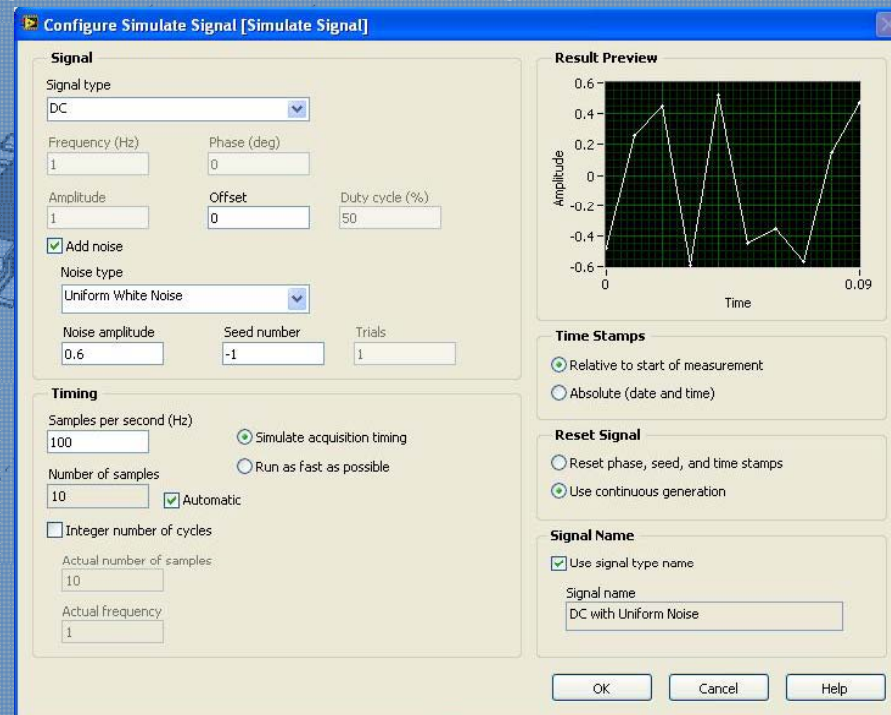 Configure Simulate Signal [Simulate Signal]
Signal
Signal type
DC
Frequency (Hz)
Phase (deg)
1
0
Amplitude
Offset
Duty cycle (%)
1
0
50
Add noise
Noise type
Uniform White Noise
Noise amplitude
Seed number
Trials
0.6
-1
1
Timing
Samples per second (Hz)
100
Simulate acquisition timing
Run as fast as possible
Number of samples
10
Automatic
Integer number of cycles
Actual number of samples
10
Actual frequency
1
Result Preview
Amplitude
0.6
0.4
0.2
0
-0.2
-0.4
-0.6
0
0.09
Time
Time Stamps
Relative to start of measurement
Absolute (date and time)
Reset Signal
Reset phase, seed, and time stamps
Use continuous generation
Signal Name
Use signal type name
Signal name
DC with Uniform Noise
OK
Cancel
Help